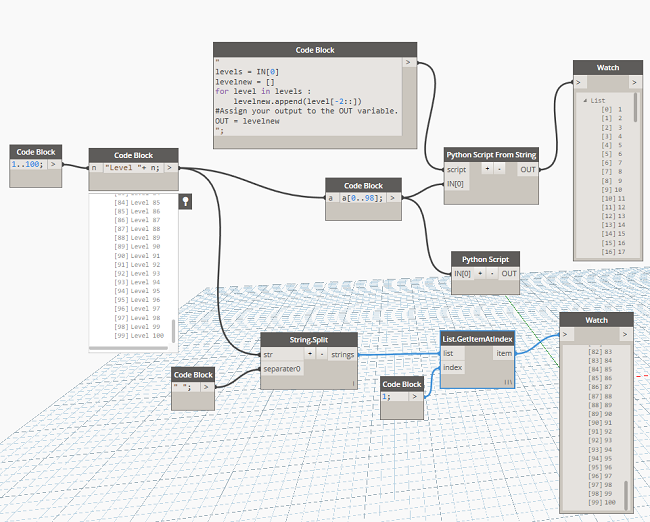 Code Block
"
levels = IN[0]
levelnew = []
for level in levels :
levelnew.append(level[-2::])
#Assign your output to the OUT variable.
OUT = levelnew
";
>
Watch
> >
List
[0] 1
[1] 2
[2] 3
[3] 4
[4] 5
[5] 6
[6] 7
[7] 8
[8] 9
[9] 10
[10] 11
[11] 12
[12] 13
[13] 14
[14] 15
[15] 16
[16] 17
Code Block
1..100; >
Code Block
n "Level "+ n; >
[84] Level 85
[85] Level 86
[86] Level 87
[87] Level 88
[88] Level 89
[89] Level 90
[90] Level 91
[91] Level 92
[92] Level 93
[93] Level 94
[94] Level 95
[95] Level 96
[96] Level 97
[97] Level 98
[98] Level 99
[99] Level 100
Code Block
a a[0..98]; >
Python Script From String
script + - OUT
IN[0]
Python Script
IN[0] + - OUT
String.Split
str + - strings
separater0
l
Code Block
" "; >
List.GetItemAtIndex
list item
index
lll
Code Block
1; >
Watch
> >
[82] 83
[83] 84
[84] 85
[85] 86
[86] 87
[87] 88
[88] 89
[89] 90
[90] 91
[91] 92
[92] 93
[93] 94
[94] 95
[95] 96
[96] 97
[97] 98
[98] 99
[99] 100